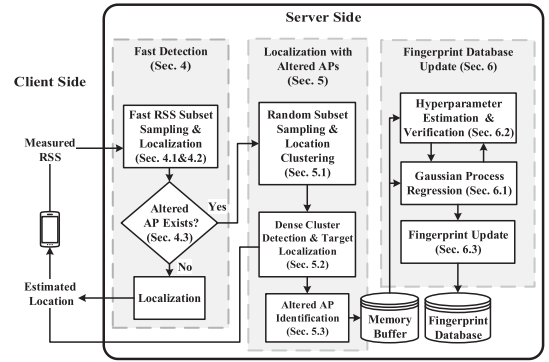 Server Side
Client Side
Measured
RSS
Estimated
Location
Fast Detection
(Sec. 4)
Fast RSS Subset
Sampling &
Localization
(Sec. 4.1&4.2)
Altered
AP Exists?
(Sec. 4.3)
Yes
No
Localization
Localization with
Altered APs
(Sec. 5)
Random Subset
Sampling &
Location
Clustering
(Sec. 5.1)
Dense Cluster
Detection & Target
Localization
(Sec. 5.2)
Altered AP
Identification
(Sec. 5.3)
Fingerprint Database
Update (Sec. 6)
Hyperparameter
Estimation &
Verification (Sec. 6.2)
Gaussian Process
Regression (Sec. 6.1)
Fingerprint Update
(Sec. 6.3)
Memory
Buffer
Fingerprint
Database